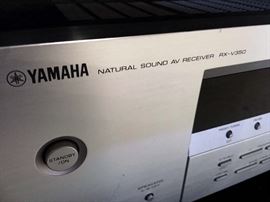 YAMAHA NATURAL SOUND AV RECEIVER RX-V350
STANDBY
/ON
SPEAKERS